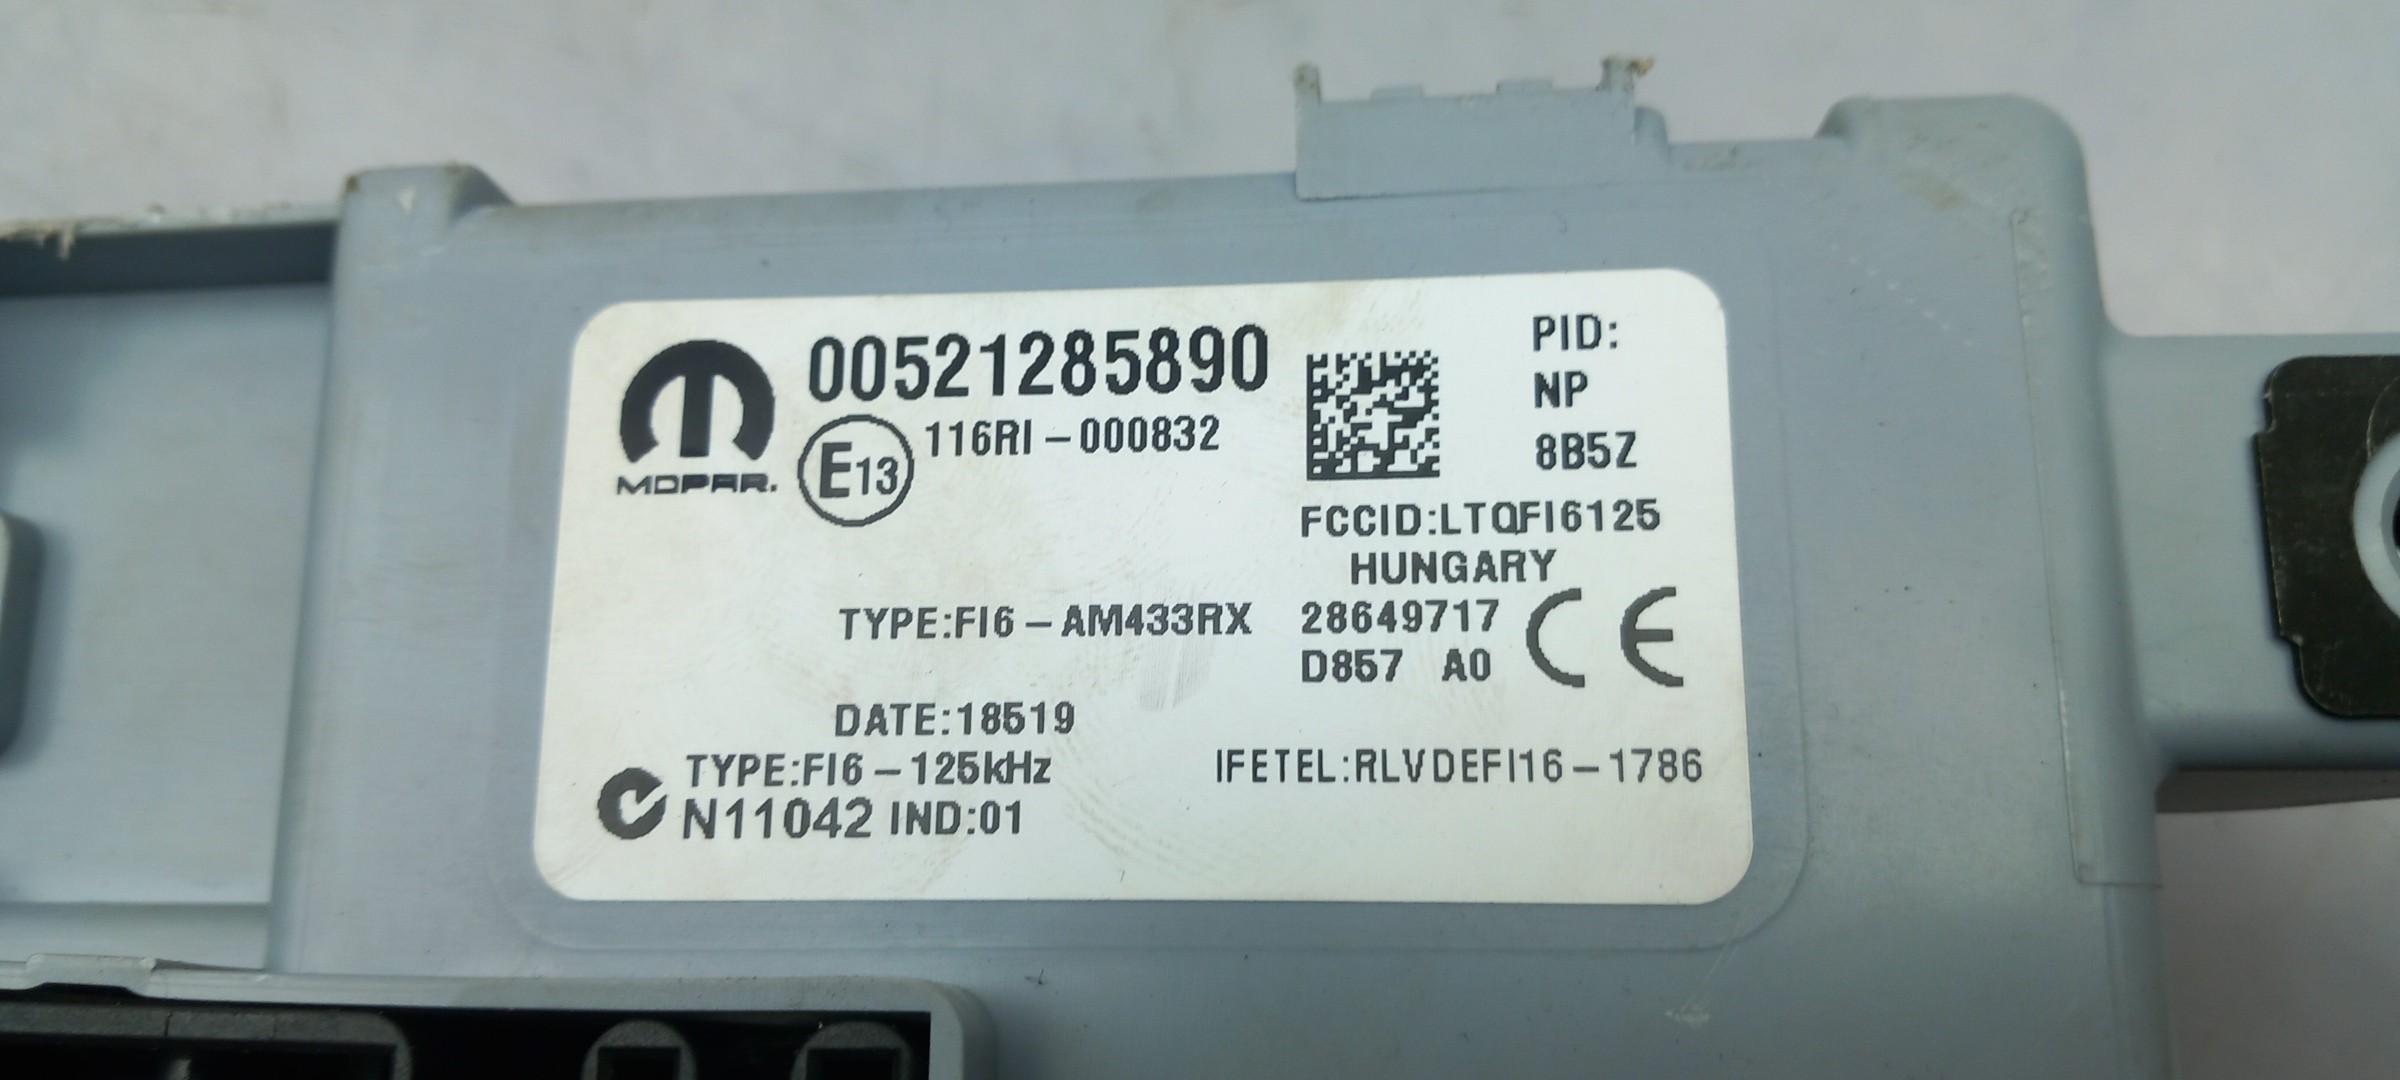 00521285890
MOPAR.
E13
116RI-000832
PID:
NP
8B5Z
FCCID:LTQFI6125
HUNGARY
TYPE:FI6-AM433RX
28649717
D857 A0
CE
DATE:18519
TYPE:FI6-125kHz
N11042 IND:01
IFETEL:RLVDEFI16-1786